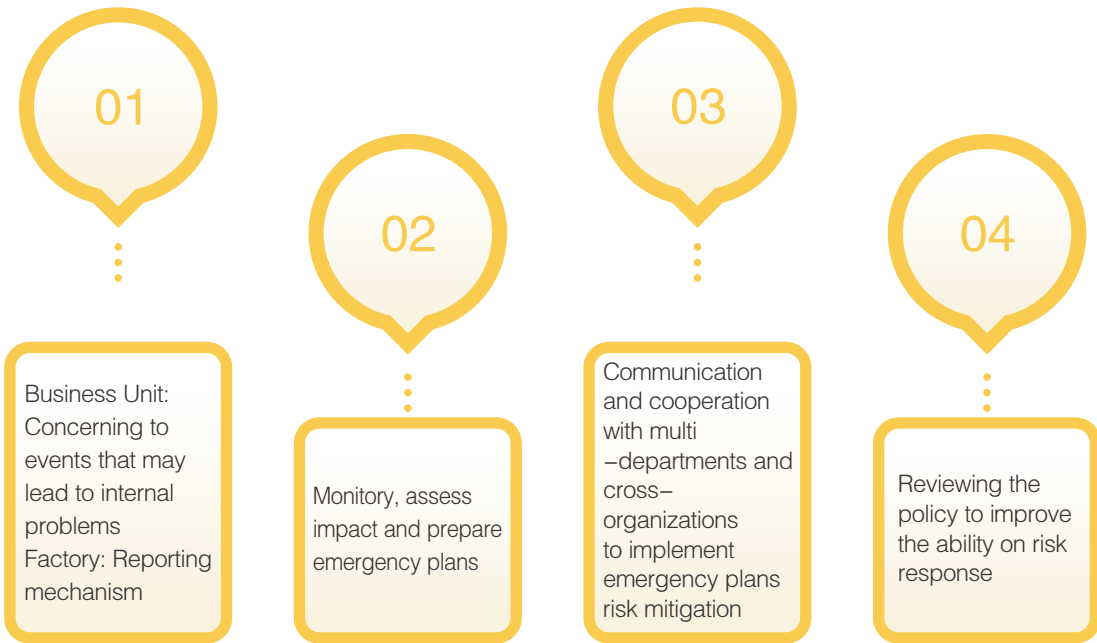 01
Business Unit:
Concerning to
events that may
lead to internal
problems
Factory: Reporting
mechanism
02
Monitory, assess
impact and prepare
emergency plans
03
Communication
and cooperation
with multi
–departments and
cross–
organizations
to implement
emergency plans
risk mitigation
04
Reviewing the
policy to improve
the ability on risk
response